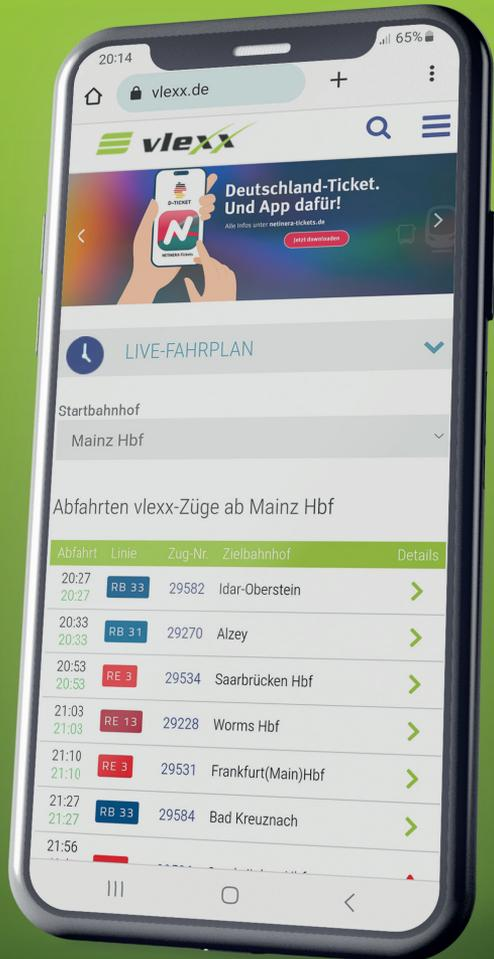 20:14
65%
vlexx.de
vlexx
D-TICKET
NETINERA-Tickets
Deutschland-Ticket.
Und App dafür!
Alle Infos unter netinera-tickets.de
Jetzt downloaden
LIVE-FAHRPLAN
Startbahnhof
Mainz Hbf
Abfahrten vlexx-Züge ab Mainz Hbf
Abfahrt Linie Zug-Nr. Zielbahnhof Details
20:27 RB 33 29582 Idar-Oberstein
20:27
20:33 RB 31 29270 Alzey
20:33
20:53 RE 3 29534 Saarbrücken Hbf
20:53
21:03 RE 13 29228 Worms Hbf
21:03
21:10 RE 3 29531 Frankfurt(Main)Hbf
21:10
21:27 RB 33 29584 Bad Kreuznach
21:27
21:56